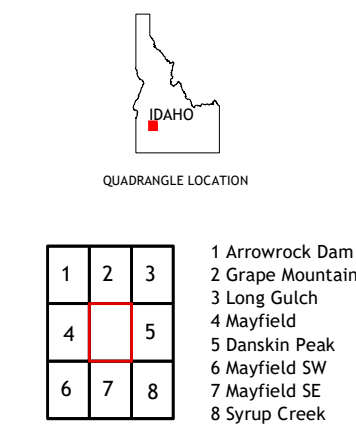 IDAHO
QUADRANGLE LOCATION
1 2 3
4 5
6 7 8
1 Arrowrock Dam
2 Grape Mountain
3 Long Gulch
4 Mayfield
5 Danskin Peak
6 Mayfield SW
7 Mayfield SE
8 Syrup Creek